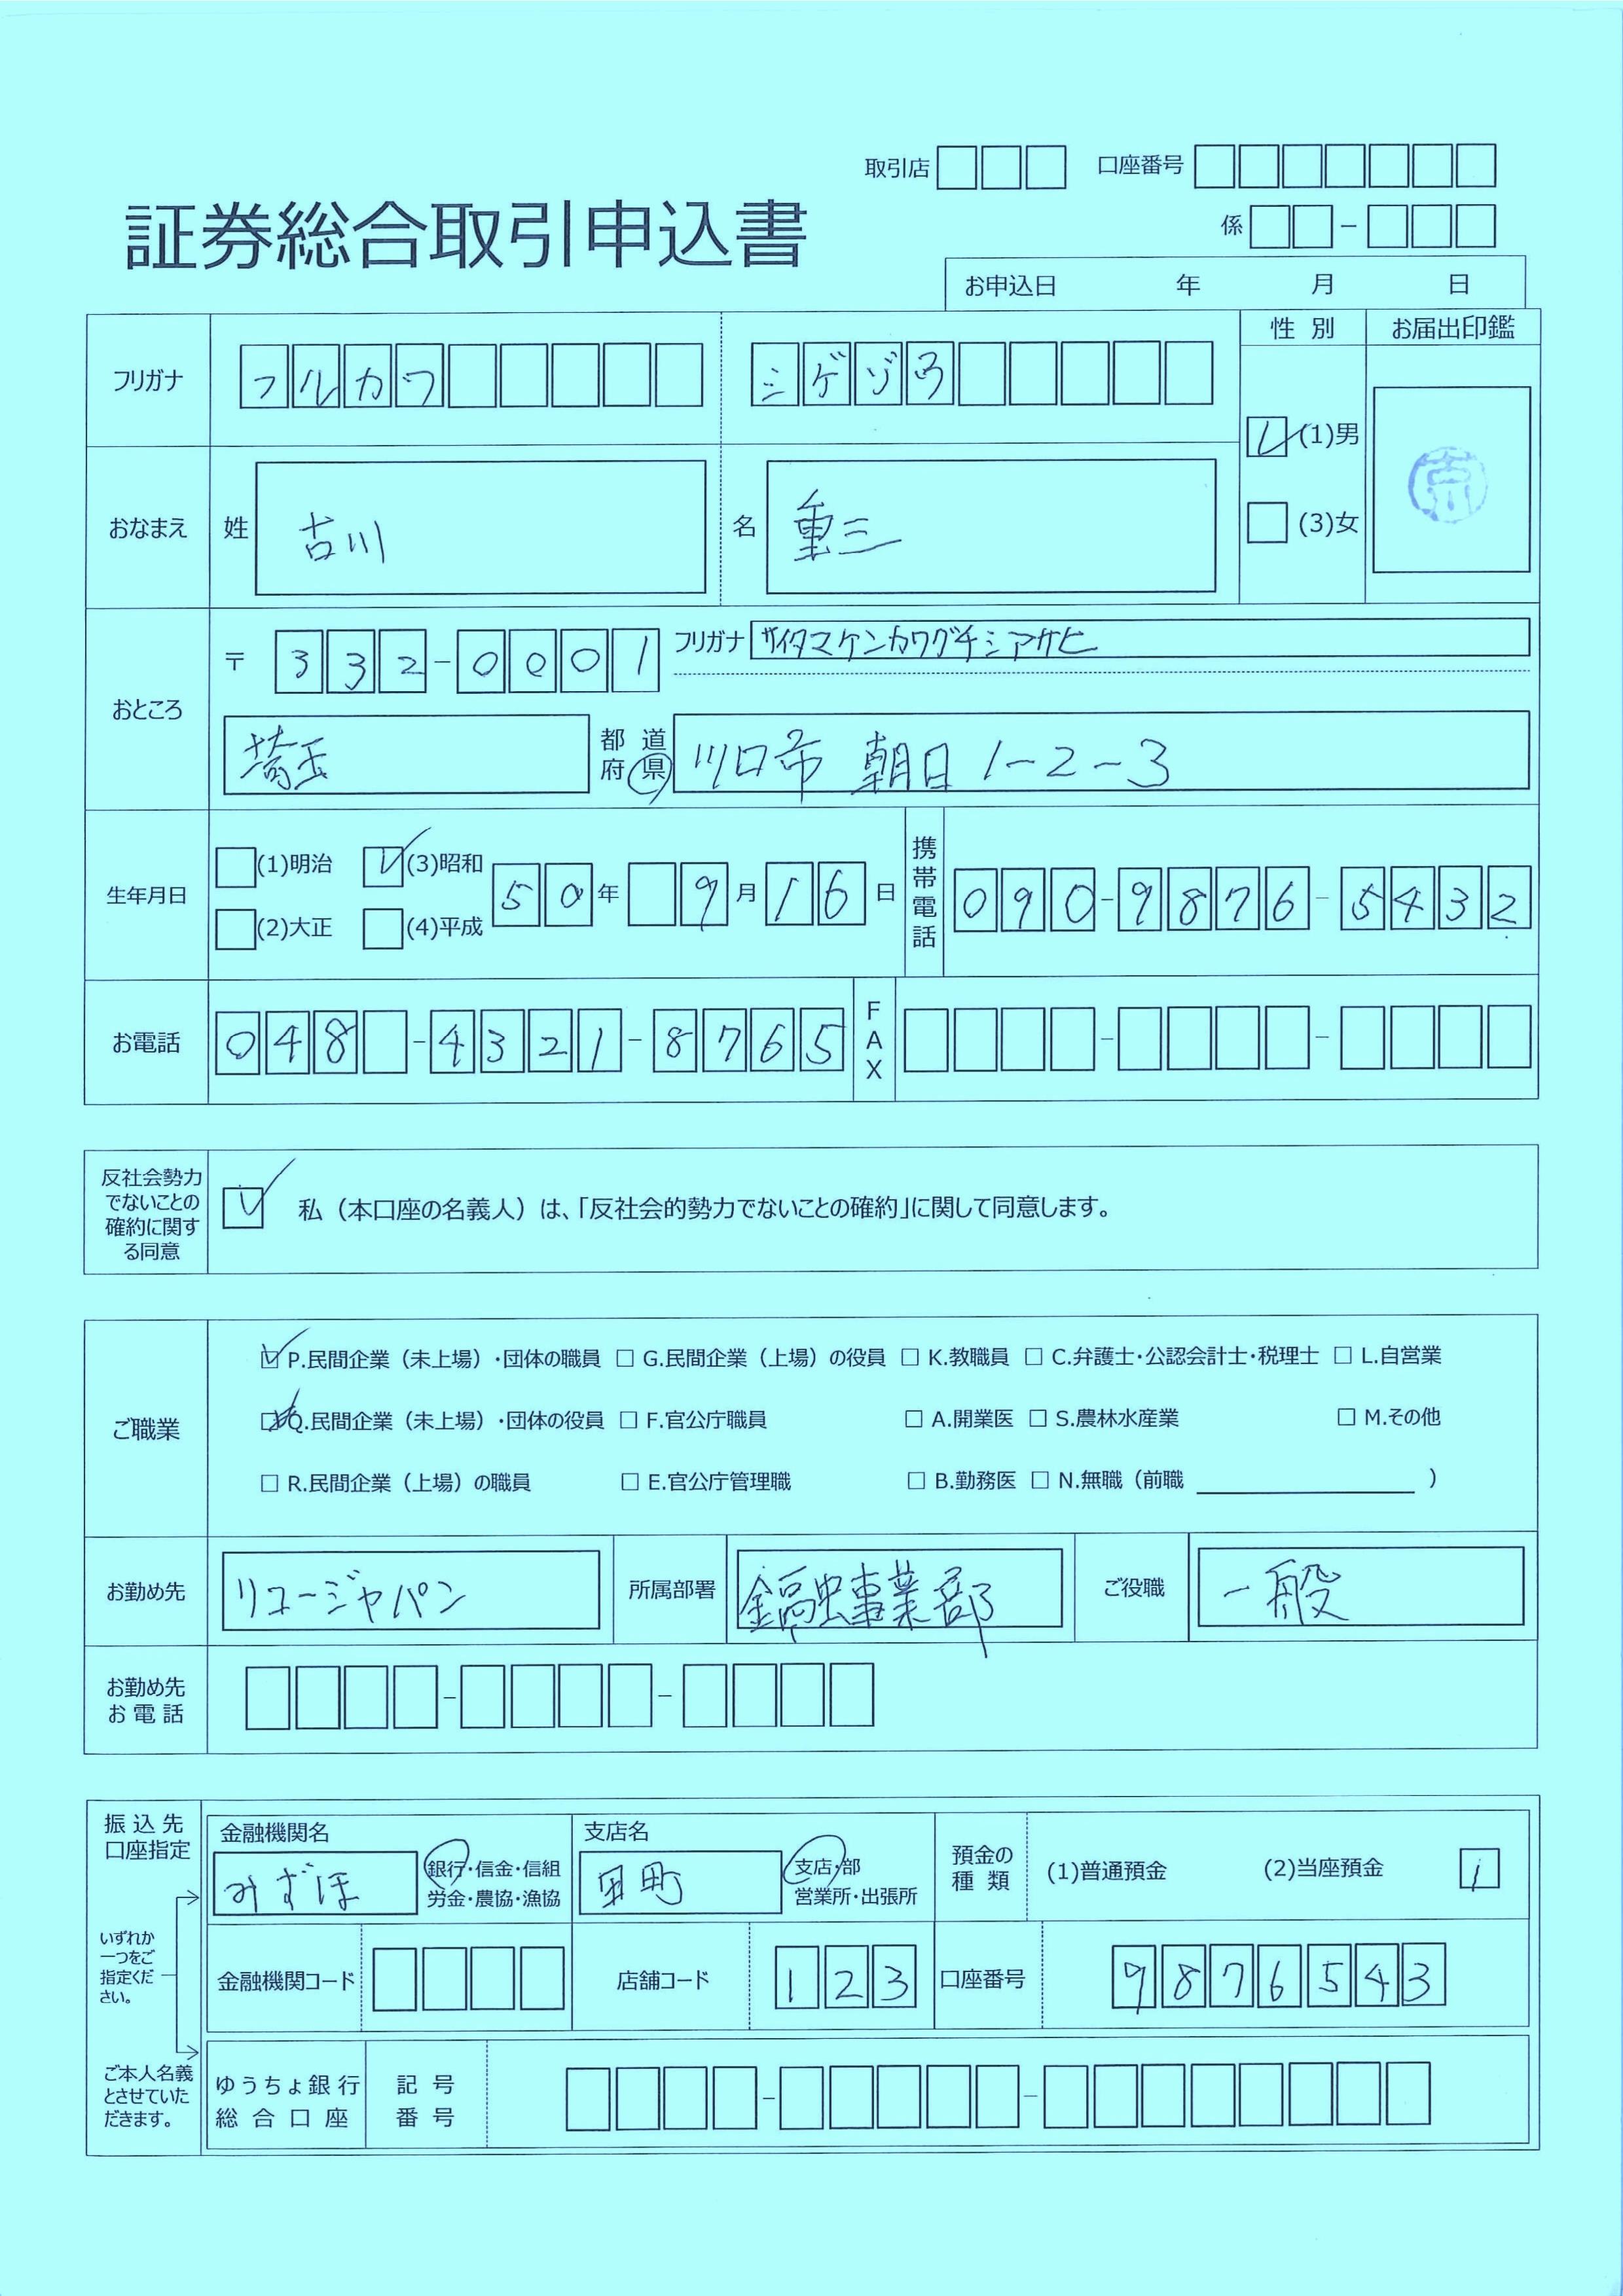 取引店 口座番号
証券総合取引申込書
係 -
お申込日 年 月 日
フリガナ フルカワ シゲゾウ 性別 お届出印鑑
(1)男
おなまえ 姓 古川 名 重三 (3)女
〒 332-0001 フリガナ サイタマケンカワグチシアサヒ
おところ
埼玉 都道府県 川口市 朝日1-2-3
生年月日 (1)明治 (3)昭和 50年 9月16日 携帯電話 090-9876-5432
(2)大正 (4)平成
お電話 048-4321-8765 FAX - -
反社会勢力でないことの確約に関する同意 私（本口座の名義人）は、「反社会的勢力でないことの確約」に関して同意します。
P.民間企業（未上場）・団体の職員 G.民間企業（上場）の役員 K.教職員 C.弁護士・公認会計士・税理士 L.自営業
ご職業 Q.民間企業（未上場）・団体の役員 F.官公庁職員 A.開業医 S.農林水産業 M.その他
R.民間企業（上場）の職員 E.官公庁管理職 B.勤務医 N.無職（前職 ）
お勤め先 リコージャパン 所属部署 事業部 ご役職 一般
お勤め先お電話 - -
振込先口座指定
金融機関名 みずほ 銀行・信金・信組 労金・農協・漁協
支店名 町 支店・部 営業所・出張所
預金の種類 (1)普通預金 (2)当座預金 1
いずれか一つをご指定ください。
金融機関コード 店舗コード 123 口座番号 9876543
ご本人名義とさせていただきます。
ゆうちょ銀行総合口座 記号番号 - -